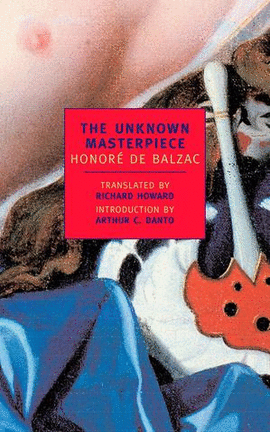 THE UNKNOWN
MASTERPIECE
HONORÉ DE BALZAC
TRANSLATED BY
RICHARD HOWARD
INTRODUCTION BY
ARTHUR C. DANTO